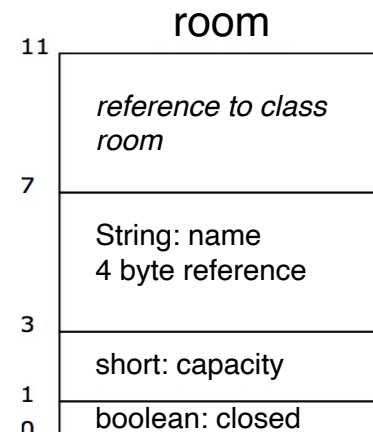 room
11
reference to class
room
7
String: name
4 byte reference
3
short: capacity
1
boolean: closed
0